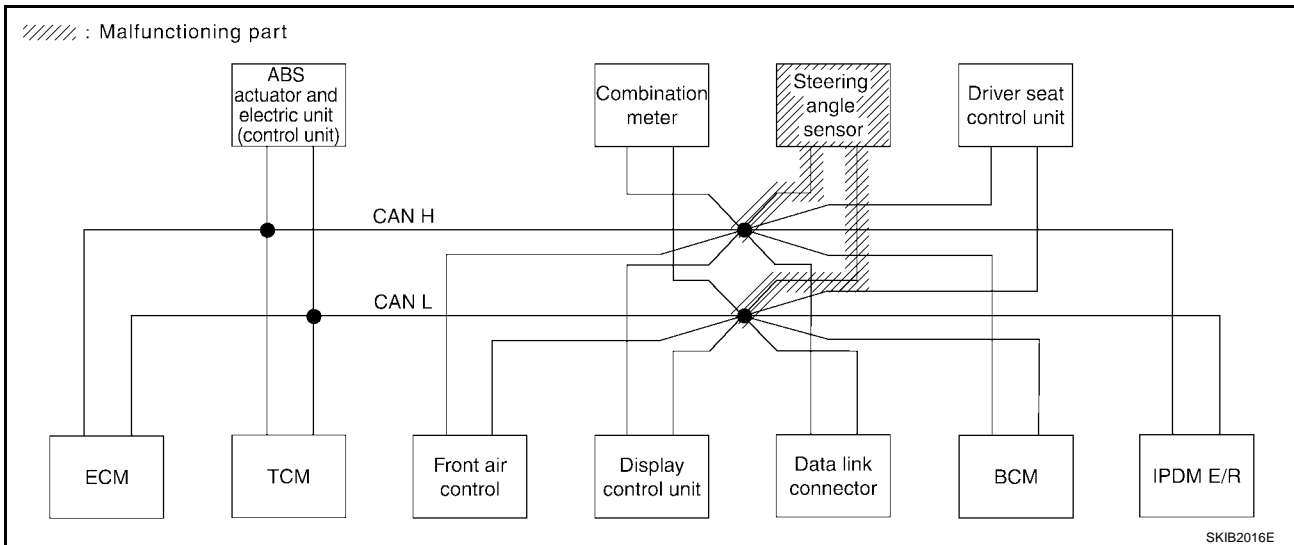 : Malfunctioning part
ABS
actuator and
electric unit
(control unit)
Combination
meter
Steering
angle
sensor
Driver seat
control unit
CAN H
CAN L
ECM
TCM
Front air
control
Display
control unit
Data link
connector
BCM
IPDM E/R
SKIB2016E